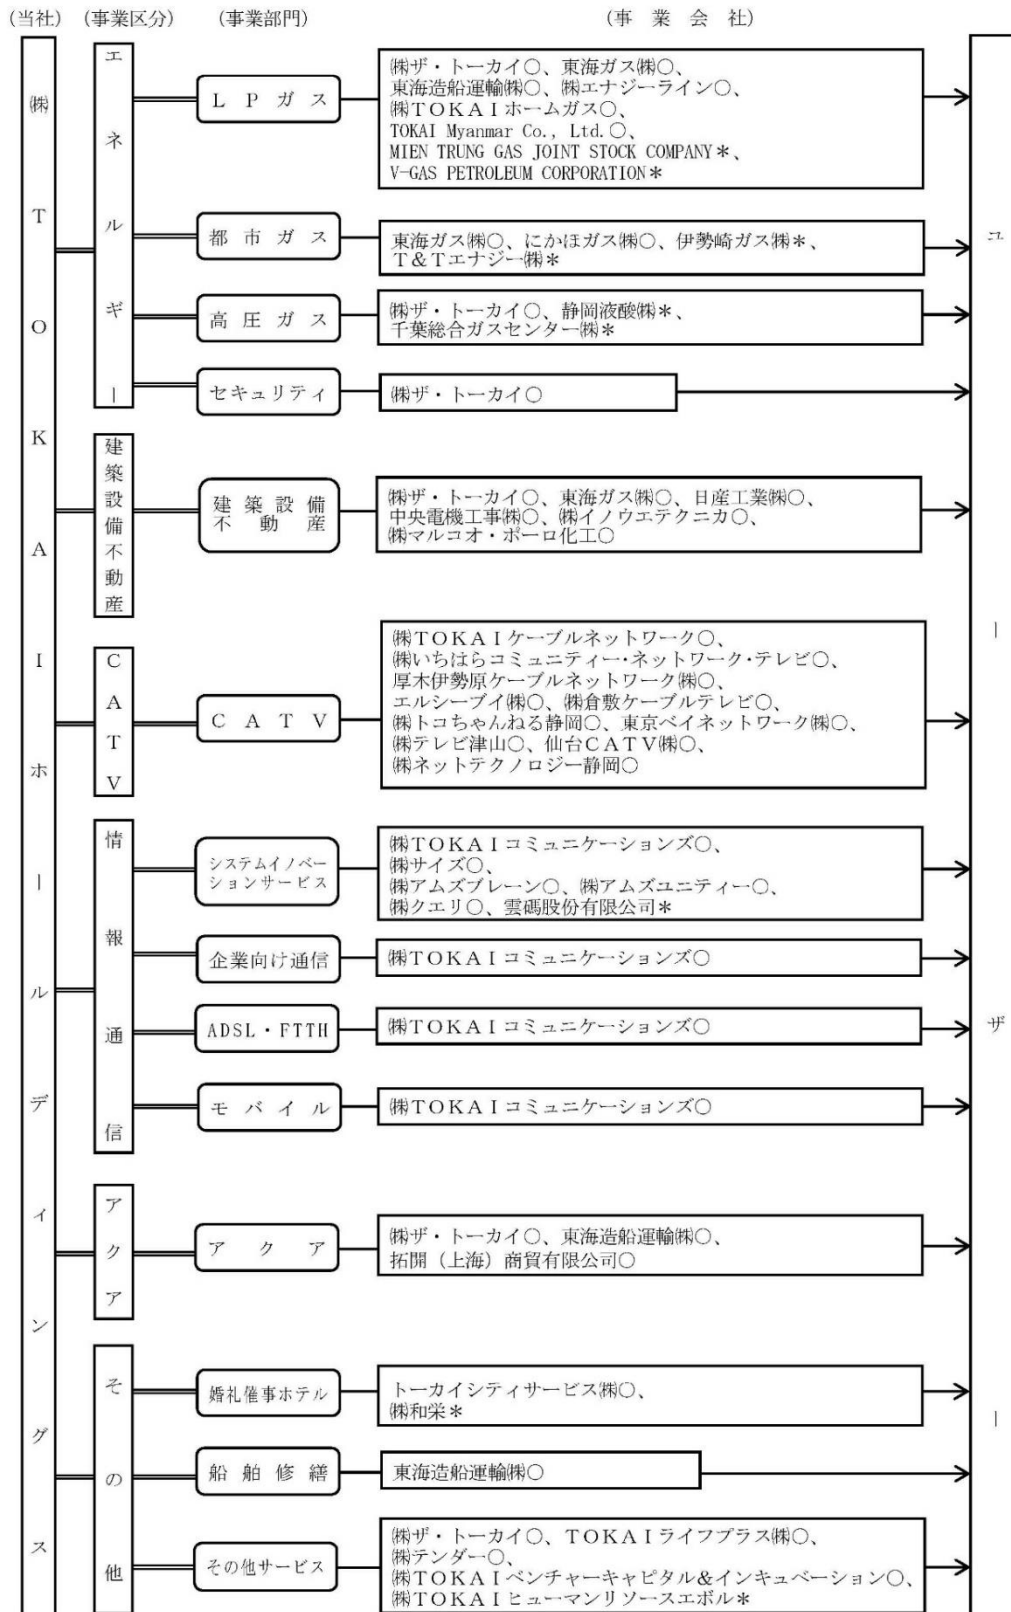 (当社) (事業区分) (事業部門) (事業会社)
㈱TOKAIホールディングス
エネルギー
LPガス
㈱ザ・トーカイ○、東海ガス㈱○、
東海造船運輸㈱○、㈱エナジーライン○、
㈱TOKAIホームガス○、
TOKAI Myanmar Co., Ltd.○、
MIEN TRUNG GAS JOINT STOCK COMPANY＊、
V-GAS PETROLEUM CORPORATION＊
都市ガス
東海ガス㈱○、にかほガス㈱○、伊勢崎ガス㈱＊、
T&Tエナジー㈱＊
高圧ガス
㈱ザ・トーカイ○、静岡液酸㈱＊、
千葉総合ガスセンター㈱＊
セキュリティ
㈱ザ・トーカイ○
建築設備不動産
建築設備
不動産
㈱ザ・トーカイ○、東海ガス㈱○、日産工業㈱○、
中央電機工事㈱○、㈱イノウエテクニカ○、
㈱マルコオ・ポーロ化工○
CATV
CATV
㈱TOKAIケーブルネットワーク○、
㈱いちはらコミュニティー・ネットワーク・テレビ○、
厚木伊勢原ケーブルネットワーク㈱○、
エルシーブイ㈱○、㈱倉敷ケーブルテレビ○、
㈱トコちゃんねる静岡○、東京ベイネットワーク㈱○、
㈱テレビ津山○、仙台CATV㈱○、
㈱ネットテクノロジー静岡○
情報通信
システムイノベー
ションサービス
㈱TOKAIコミュニケーションズ○、
㈱サイズ○、
㈱アムズブレーン○、㈱アムズユニティー○、
㈱クエリ○、雲碼股份有限公司＊
企業向け通信
㈱TOKAIコミュニケーションズ○
ADSL・FTTH
㈱TOKAIコミュニケーションズ○
モバイル
㈱TOKAIコミュニケーションズ○
アクア
アクア
㈱ザ・トーカイ○、東海造船運輸㈱○、
拓開（上海）商貿有限公司○
その他
婚礼催事ホテル
トーカイシティサービス㈱○、
㈱和栄＊
船舶修繕
東海造船運輸㈱○
その他サービス
㈱ザ・トーカイ○、TOKAIライフプラス㈱○、
㈱テンダー○、
㈱TOKAIベンチャーキャピタル&インキュベーション○、
㈱TOKAIヒューマンリソースエボル＊
ユーザー